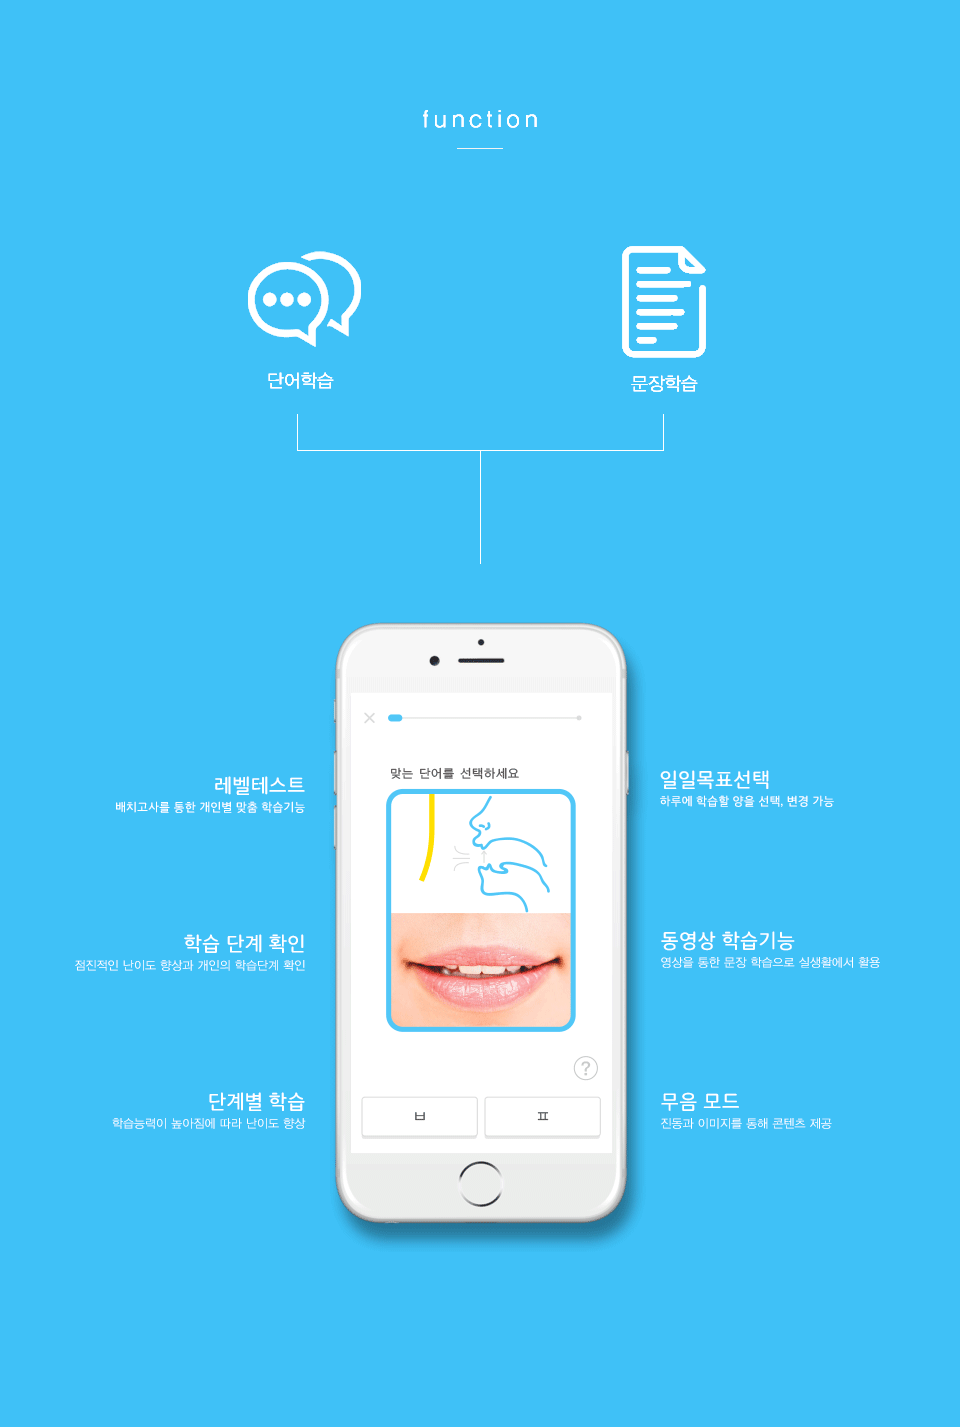 function
단어학습
문장학습
레벨테스트
배치고사를 통한 개인별 맞춤 학습기능
학습 단계 확인
점진적인 난이도 향상과 개인의 학습단계 확인
단계별 학습
학습능력이 높아짐에 따라 난이도 향상
맞는 단어를 선택하세요
?
ㅂ
ㅍ
일일목표선택
하루에 학습할 양을 선택, 변경 가능
동영상 학습기능
영상을 통한 문장 학습으로 실생활에서 활용
무음 모드
진동과 이미지를 통해 콘텐츠 제공